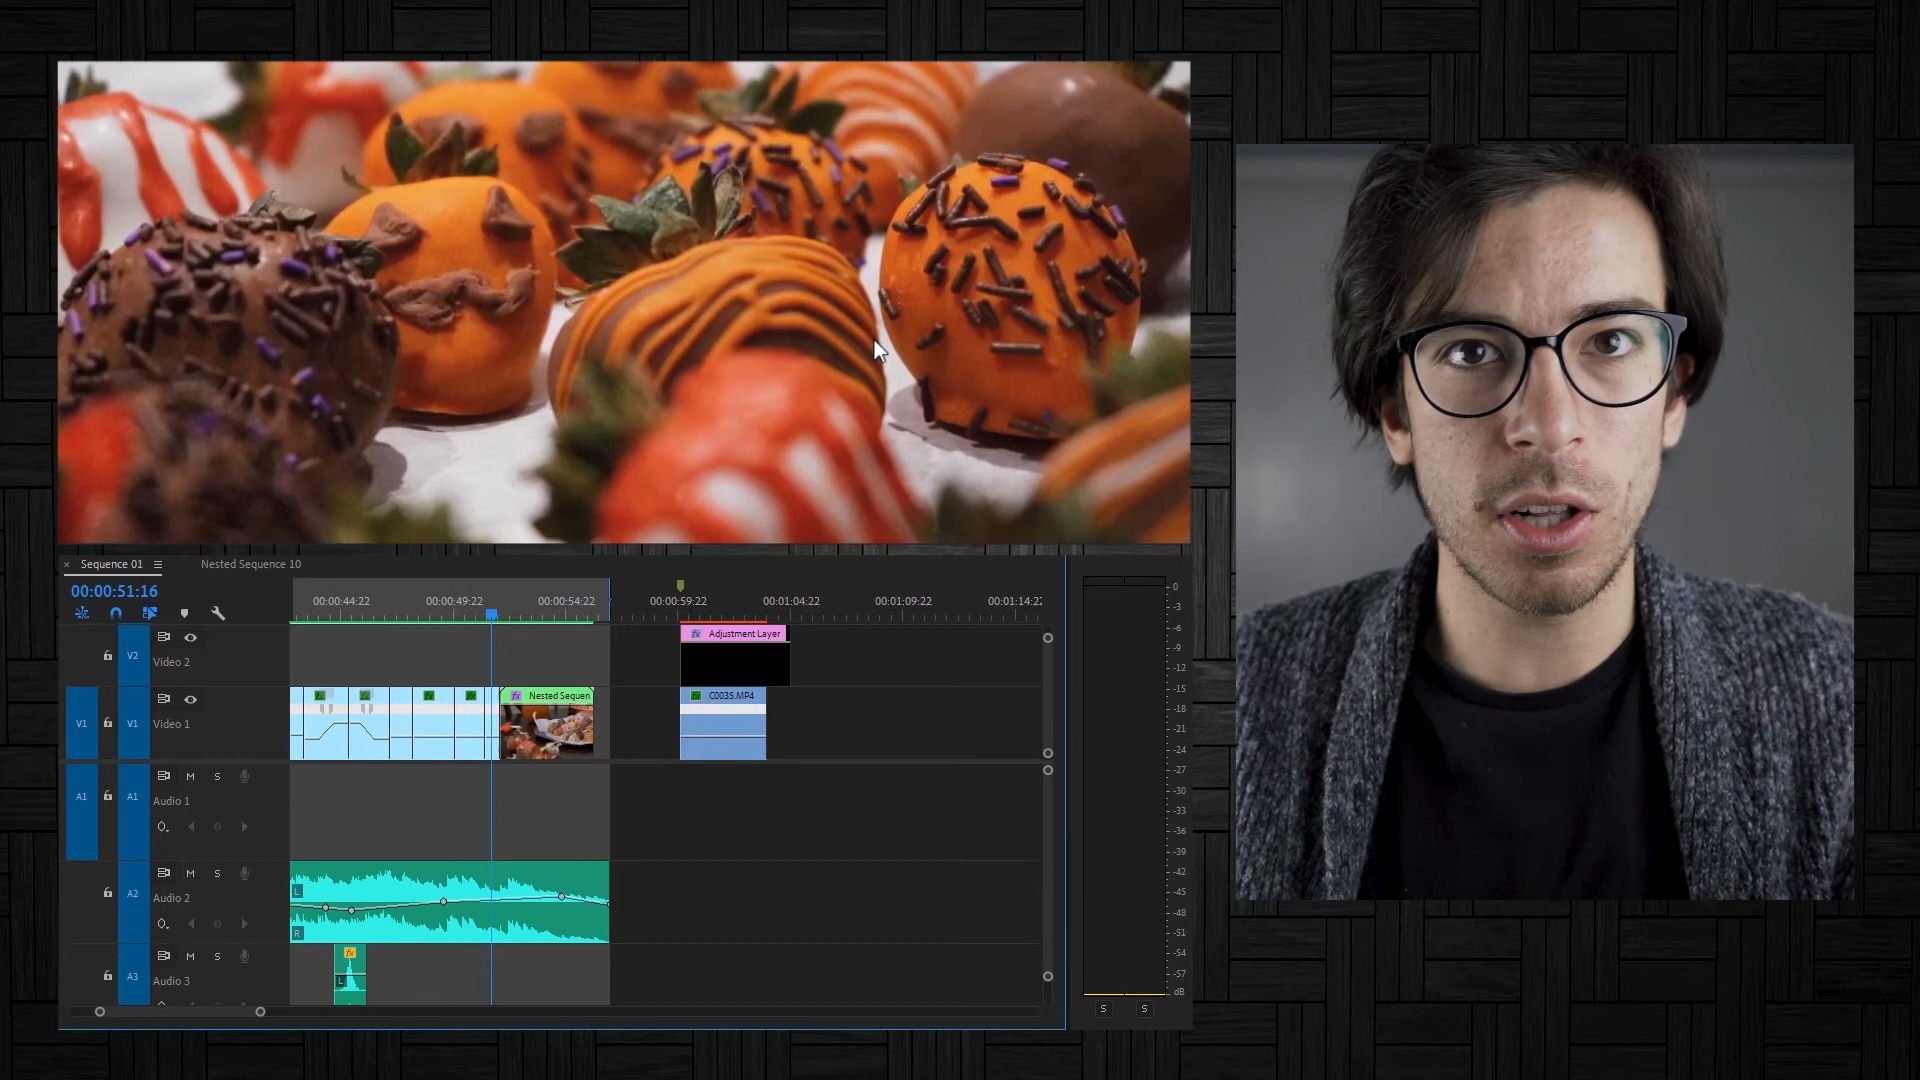 × Sequence 01 ≡ Nested Sequence 10
00:00:51:16
00:00:44:22 00:00:49:22 00:00:54:22 00:00:59:22 00:01:04:22 00:01:09:22 00:01:14:22
fx Adjustment Layer
V2 Video 2
fx Nested Sequen
fx C0035.MP4
V1 V1 Video 1
A1 A1 M S
Audio 1
A2 M S
Audio 2
L
R
A3 M S
Audio 3
fx
L
0
-3
-6
-9
-12
-15
-18
-21
-24
-27
-30
-33
-36
-39
-42
-45
-48
-51
-54
-57
dB
S S